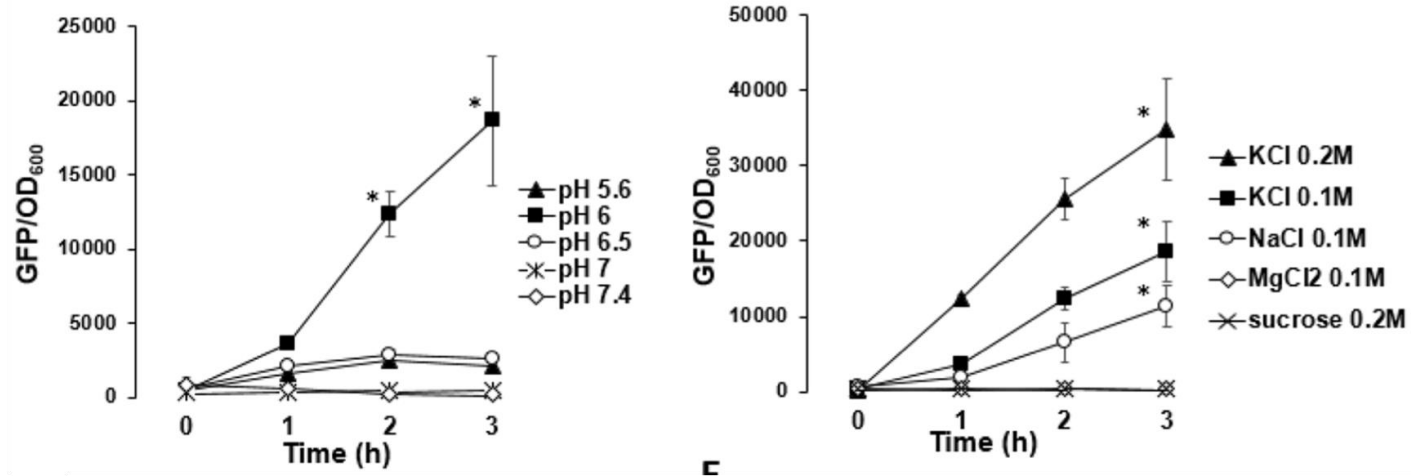 25000
20000
15000
10000
5000
0
GFP/OD600
0 1 2 3
Time (h)
*
*
pH 5.6
pH 6
pH 6.5
pH 7
pH 7.4
50000
40000
30000
20000
10000
0
GFP/OD600
0 1 2 3
Time (h)
*
*
*
KCl 0.2M
KCl 0.1M
NaCl 0.1M
MgCl2 0.1M
sucrose 0.2M